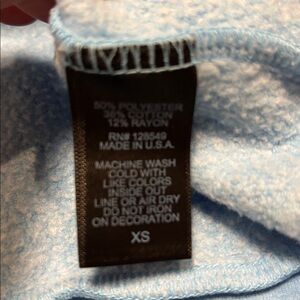 50% POLYESTER
38% COTTON
12% RAYON
RN# 128549
MADE IN U.S.A.
MACHINE WASH
COLD WITH
LIKE COLORS
INSIDE OUT
LINE OR AIR DRY
DO NOT IRON
ON DECORATION
XS